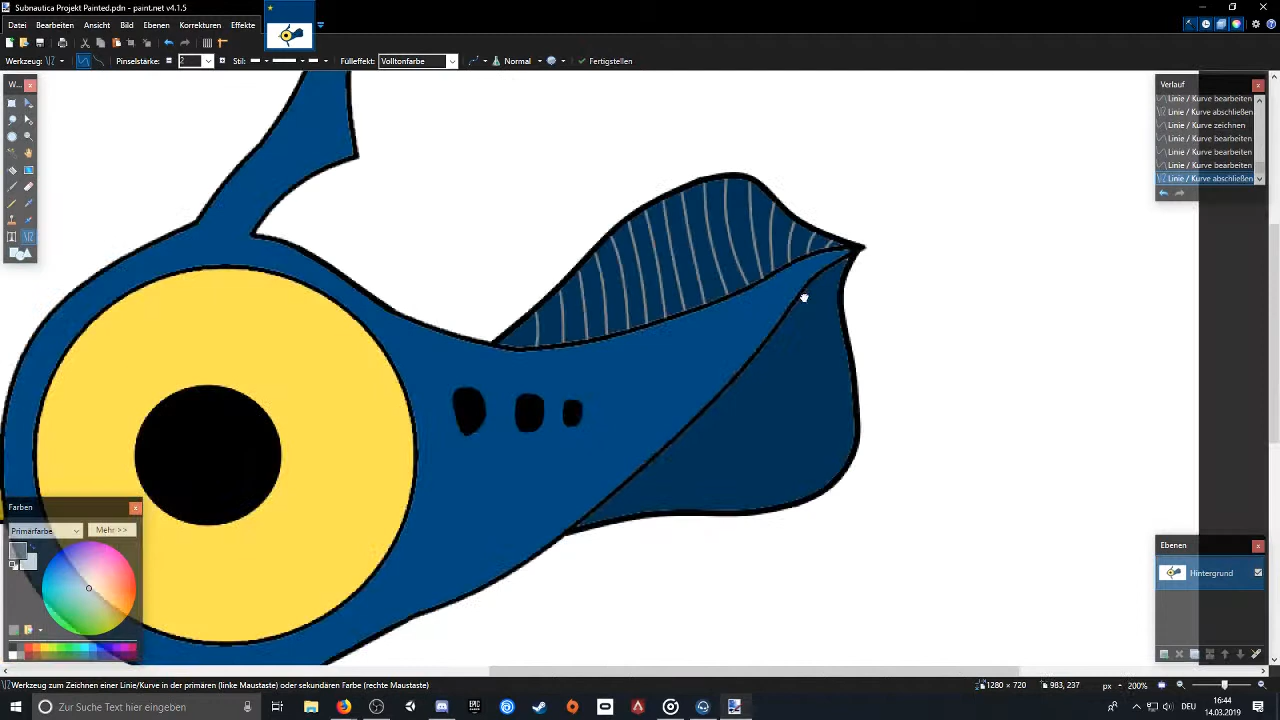 Subnautica Projekt Painted.pdn - paint.net v4.1.5
Datei Bearbeiten Ansicht Bild Ebenen Korrekturen Effekte
Werkzeug: Pinselstärke: 2 Stil: Fülleffekt: Volltonfarbe Normal Fertigstellen
W...
Verlauf
Linie / Kurve bearbeiten
Linie / Kurve abschließen
Linie / Kurve zeichnen
Linie / Kurve bearbeiten
Linie / Kurve bearbeiten
Linie / Kurve bearbeiten
Linie / Kurve abschließen
Farben
Primärfarbe Mehr >>
Ebenen
Hintergrund
Werkzeug zum Zeichnen einer Linie/Kurve in der primären (linke Maustaste) oder sekundären Farbe (rechte Maustaste) 1280 × 720 983, 237 px 200%
Zur Suche Text hier eingeben
EPIC
DEU
16:44
14.03.2019